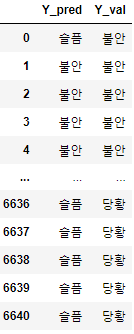 Y_pred Y_val
0 슬픔 불안
1 불안 불안
2 불안 불안
3 불안 불안
4 불안 불안
... ... ...
6636 슬픔 당황
6637 슬픔 당황
6638 슬픔 당황
6639 슬픔 당황
6640 슬픔 당황